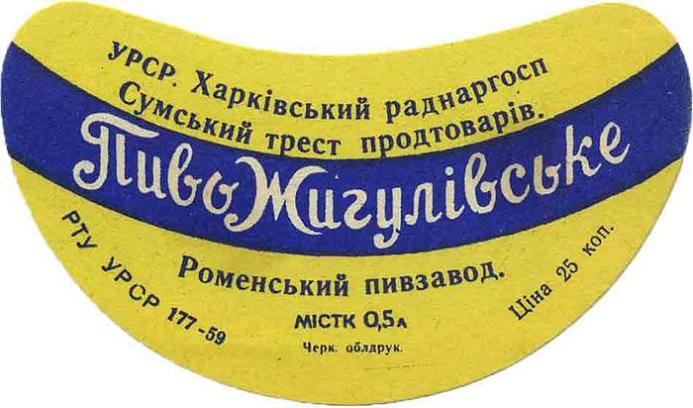 УРСР. Харківський раднаргосп
Сумський трест продтоварів.
Пиво Жигулівське
Роменський пивзавод.
РТУ УРСР 177-59
МІСТК 0,5л
Ціна 25 коп.
Черк. облдрук.